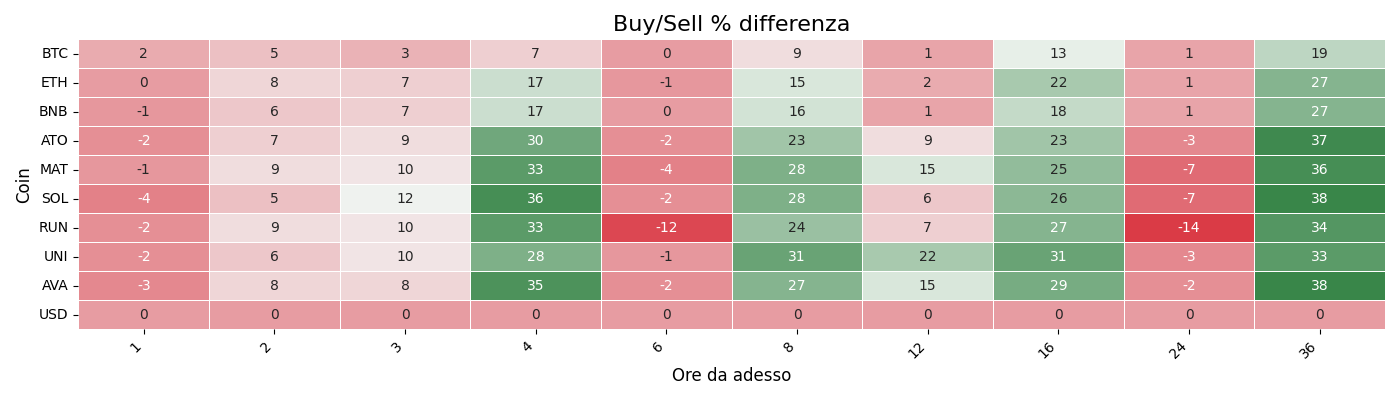 Buy/Sell % differenza
Coin
BTC 2 5 3 7 0 9 1 13 1 19
ETH 0 8 7 17 -1 15 2 22 1 27
BNB -1 6 7 17 0 16 1 18 1 27
ATO -2 7 9 30 -2 23 9 23 -3 37
MAT -1 9 10 33 -4 28 15 25 -7 36
SOL -4 5 12 36 -2 28 6 26 -7 38
RUN -2 9 10 33 -12 24 7 27 -14 34
UNI -2 6 10 28 -1 31 22 31 -3 33
AVA -3 8 8 35 -2 27 15 29 -2 38
USD 0 0 0 0 0 0 0 0 0 0
1 2 3 4 6 8 12 16 24 36
Ore da adesso